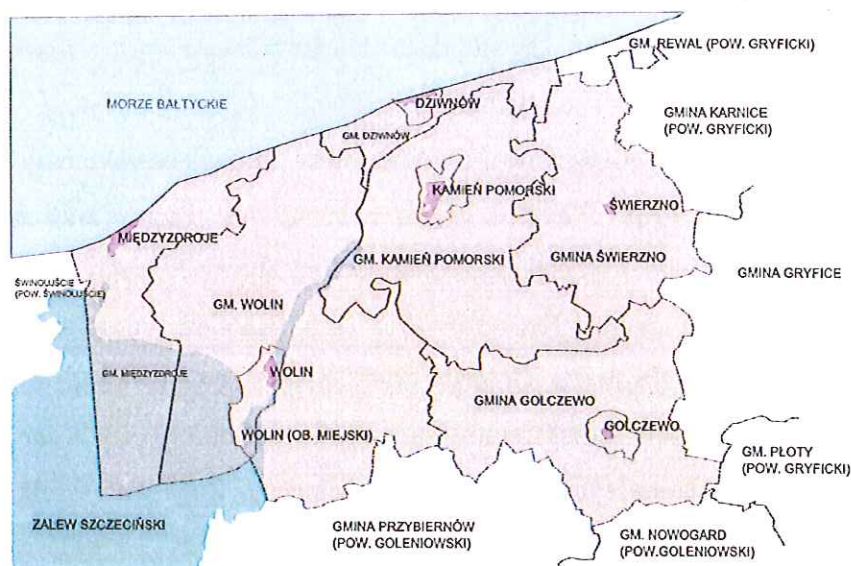 GM. REWAL (POW. GRYFICKI)
MORZE BAŁTYCKIE
DZIWNÓW
GMINA KARNICE
(POW. GRYFICKI)
GM. DZIWNÓW
KAMIEŃ POMORSKI
ŚWIERZNO
MIĘDZYZDROJE
GM. KAMIEŃ POMORSKI
GMINA ŚWIERZNO
GMINA GRYFICE
ŚWINOUJŚCIE
(POW. ŚWINOUJŚCIE)
GM. WOLIN
GM. MIĘDZYZDROJE
WOLIN
GMINA GOLCZEWO
GOLCZEWO
WOLIN (OB. MIEJSKI)
GM. PŁOTY
(POW. GRYFICKI)
ZALEW SZCZECIŃSKI
GMINA PRZYBIERNÓW
(POW. GOLENIOWSKI)
GM. NOWOGARD
(POW.GOLENIOWSKI)